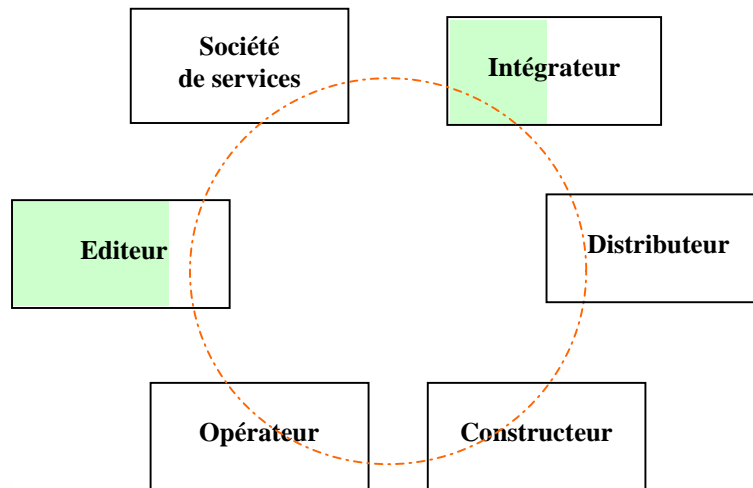 Société
de services
Intégrateur
Editeur
Distributeur
Opérateur
Constructeur